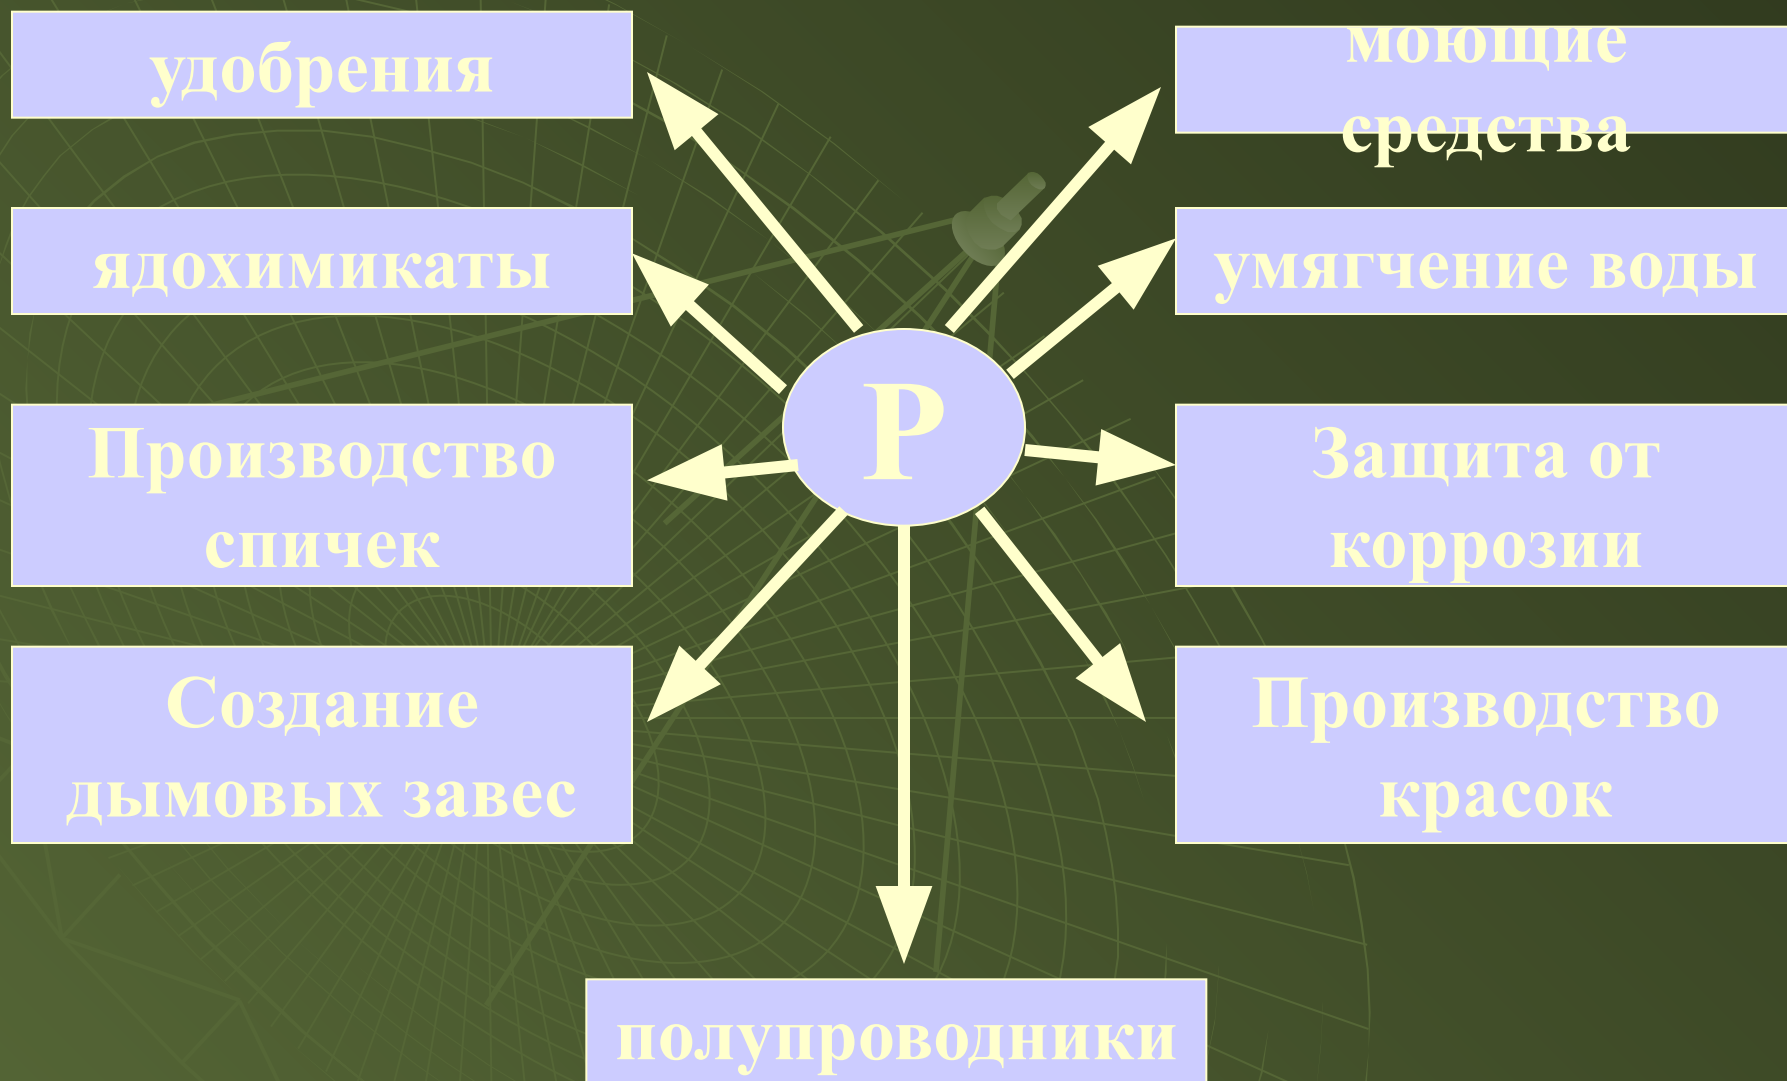 удобрения
моющие
средства
ядохимикаты
умягчение воды
Р
Производство
спичек
Защита от
коррозии
Создание
дымовых завес
Производство
красок
полупроводники